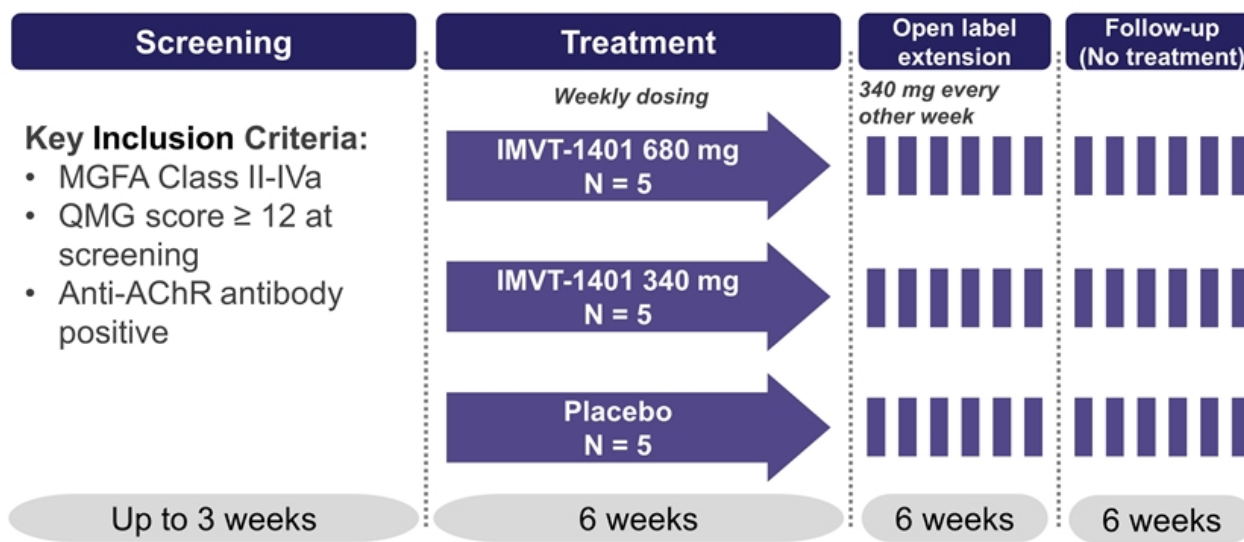 Screening
Key Inclusion Criteria:
• MGFA Class II-IVa
• QMG score ≥ 12 at
screening
• Anti-AChR antibody
positive
Up to 3 weeks
Treatment
Weekly dosing
IMVT-1401 680 mg
N = 5
IMVT-1401 340 mg
N = 5
Placebo
N = 5
6 weeks
Open label
extension
340 mg every
other week
6 weeks
Follow-up
(No treatment)
6 weeks